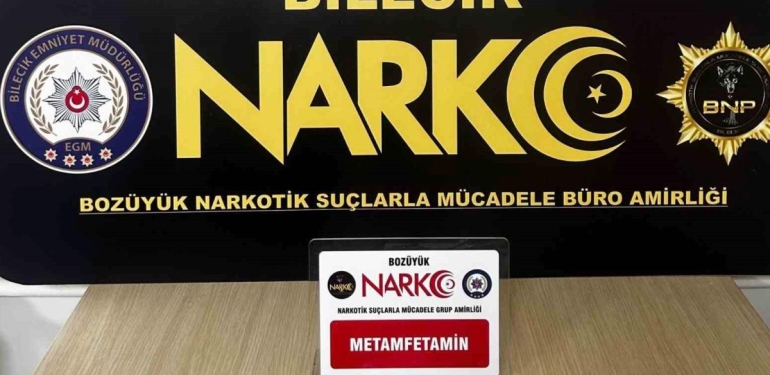 BİLECİK
BİLECİK EMNİYET MÜDÜRLÜĞÜ
EGM
NARKO
BNP
BOZÜYÜK NARKOTİK SUÇLARLA MÜCADELE BÜRO AMİRLİĞİ
BOZÜYÜK
NARKO
NARKO
NARKOTİK SUÇLARLA MÜCADELE GRUP AMİRLİĞİ
METAMFETAMİN